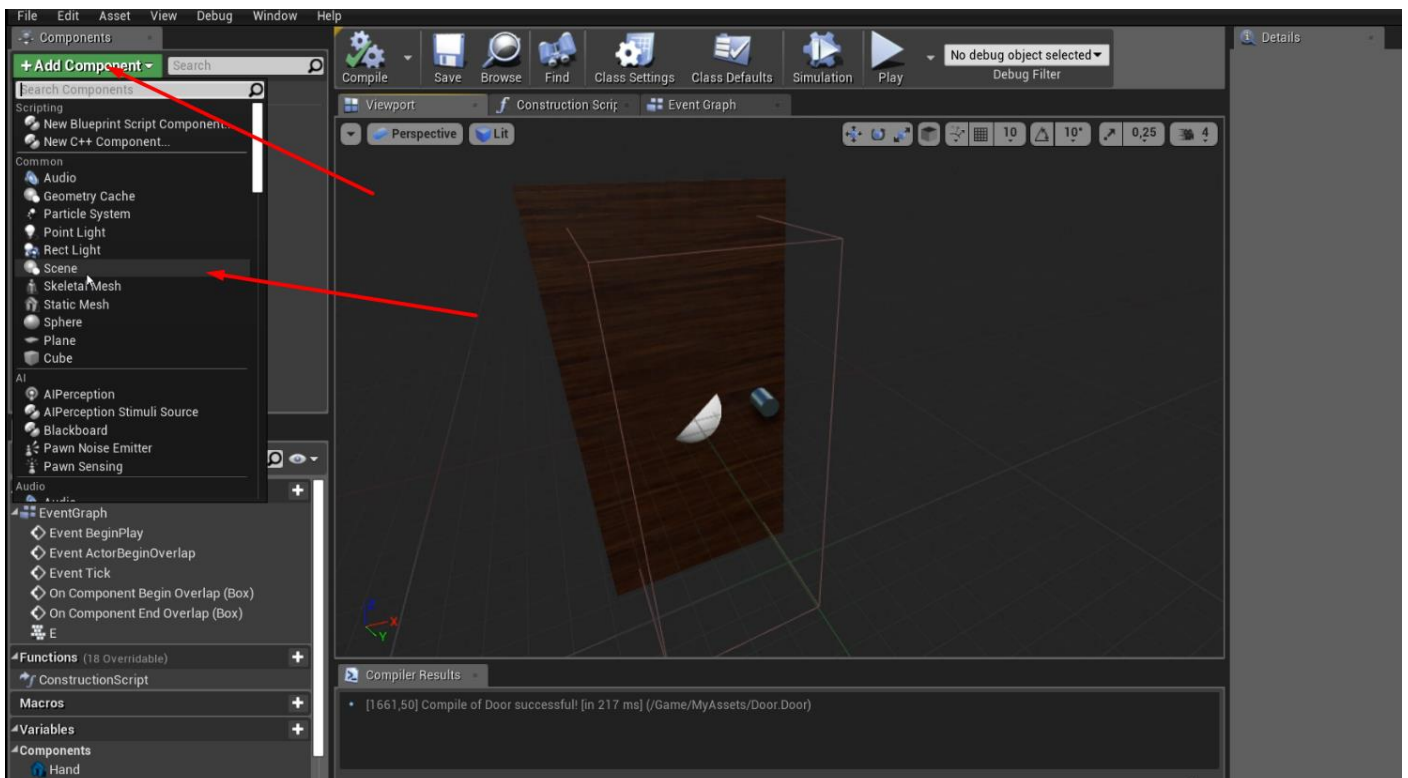 File Edit Asset View Debug Window Help
Components
+ Add Component
Search
Search Components
Scripting
New Blueprint Script Component...
New C++ Component...
Common
Audio
Geometry Cache
Particle System
Point Light
Rect Light
Scene
Skeletal Mesh
Static Mesh
Sphere
Plane
Cube
AI
AIPerception
AIPerception Stimuli Source
Blackboard
Pawn Noise Emitter
Pawn Sensing
Audio
Audio
EventGraph
Event BeginPlay
Event ActorBeginOverlap
Event Tick
On Component Begin Overlap (Box)
On Component End Overlap (Box)
E
Functions (18 Overridable)
ConstructionScript
Macros
Variables
Components
Hand
Compile Save Browse Find Class Settings Class Defaults Simulation Play
No debug object selected
Debug Filter
Viewport Construction Scrip Event Graph
Perspective Lit 10 10° 0,25 4
X
Y
Compiler Results
[1661,50] Compile of Door successful! [in 217 ms] (/Game/MyAssets/Door.Door)
Details